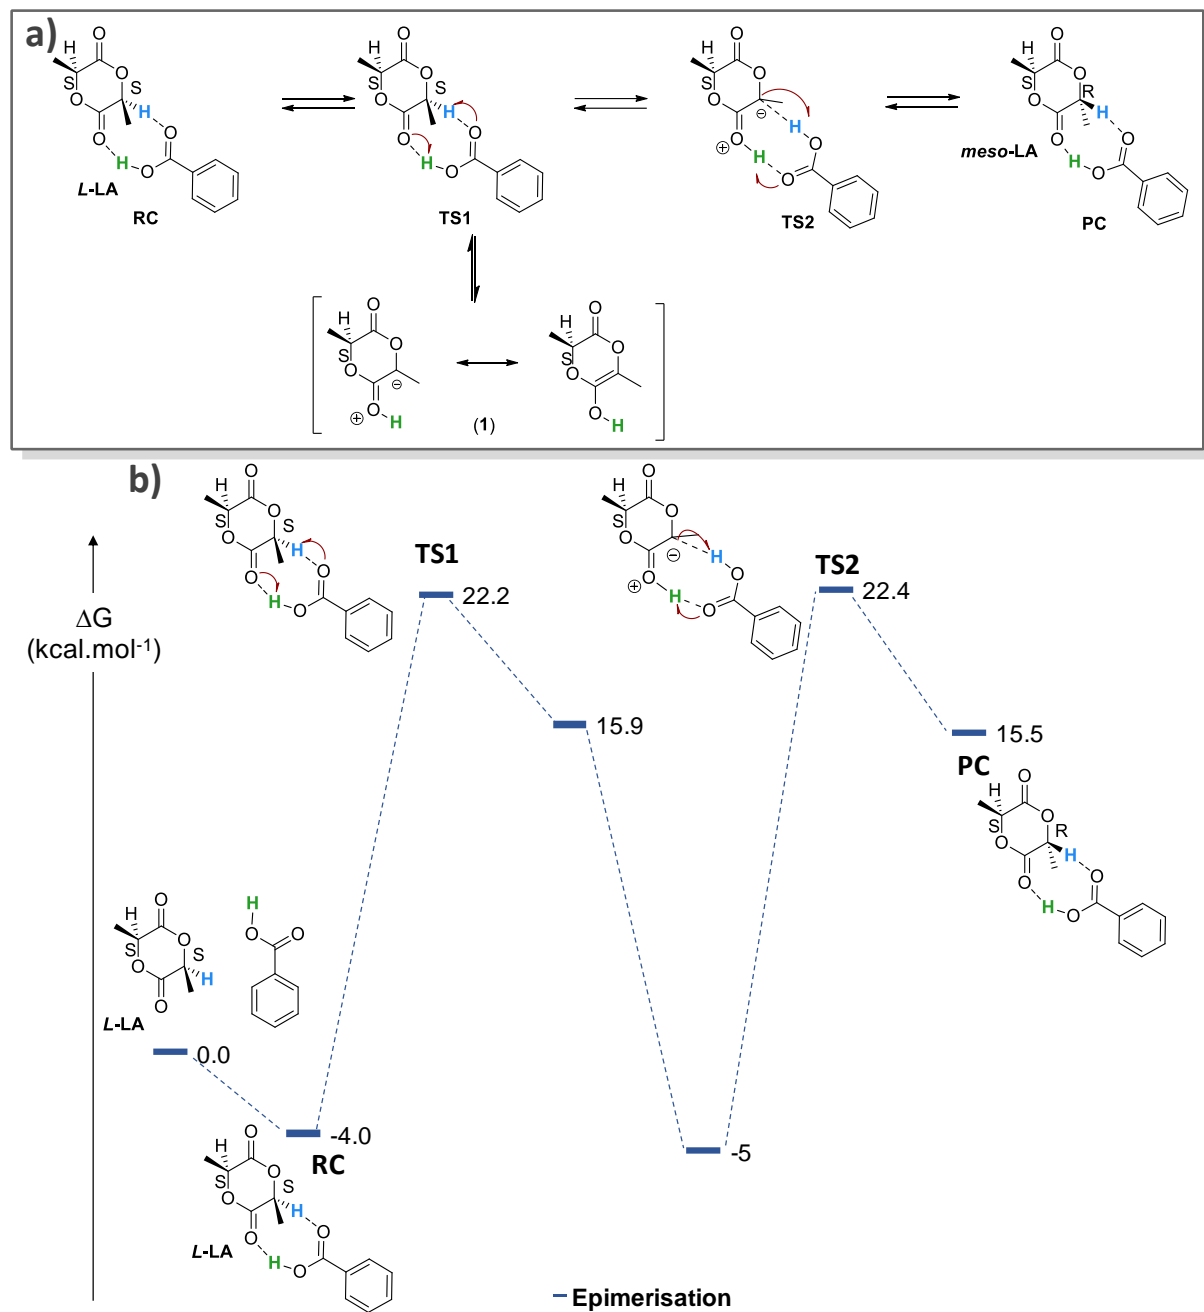 a)
O
H
S
O
O
S
H
O
O
H
O
L-LA
RC
O
H
S
O
O
S
H
O
O
H
O
TS1
O
H
S
O
O
⊖
H
O
O
⊕
H
O
TS2
O
H
S
O
O
R
H
O
O
H
O
meso-LA
PC
O
H
S
O
O
⊖
O
⊕
H
(1)
O
H
S
O
O
O
H
b)
O
H
S
O
O
S
H
O
O
H
O
TS1
22.2
O
H
S
O
O
⊖
H
O
O
⊕
H
O
TS2
22.4
ΔG
(kcal.mol-1)
15.9
15.5
PC
O
H
S
O
O
R
H
O
O
H
O
O
H
S
O
O
S
H
O
L-LA
H
O
O
0.0
-4.0
RC
-5
O
H
S
O
O
S
H
O
O
H
O
L-LA
Epimerisation